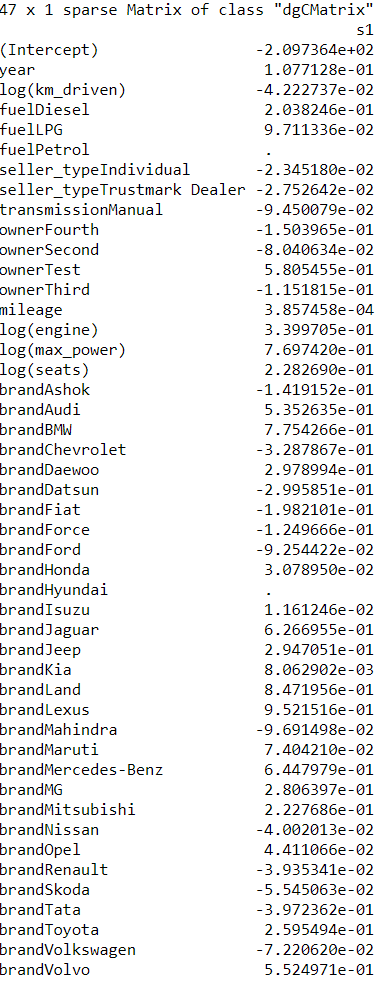 47 x 1 sparse Matrix of class "dgCMatrix"
s1
(Intercept) -2.097364e+02
year 1.077128e-01
log(km_driven) -4.222737e-02
fuelDiesel 2.038246e-01
fuelLPG 9.711336e-02
fuelPetrol .
seller_typeIndividual -2.345180e-02
seller_typeTrustmark Dealer -2.752642e-02
transmissionManual -9.450079e-02
ownerFourth -1.503965e-01
ownerSecond -8.040634e-02
ownerTest 5.805455e-01
ownerThird -1.151815e-01
mileage 3.857458e-04
log(engine) 3.399705e-01
log(max_power) 7.697420e-01
log(seats) 2.282690e-01
brandAshok -1.419152e-01
brandAudi 5.352635e-01
brandBMW 7.754266e-01
brandChevrolet -3.287867e-01
brandDaewoo 2.978994e-01
brandDatsun -2.995851e-01
brandFiat -1.982101e-01
brandForce -1.249666e-01
brandFord -9.254422e-02
brandHonda 3.078950e-02
brandHyundai .
brandIsuzu 1.161246e-02
brandJaguar 6.266955e-01
brandJeep 2.947051e-01
brandKia 8.062902e-03
brandLand 8.471956e-01
brandLexus 9.521516e-01
brandMahindra -9.691498e-02
brandMaruti 7.404210e-02
brandMercedes-Benz 6.447979e-01
brandMG 2.806397e-01
brandMitsubishi 2.227686e-01
brandNissan -4.002013e-02
brandOpel 4.411066e-02
brandRenault -3.935341e-02
brandSkoda -5.545063e-02
brandTata -3.972362e-01
brandToyota 2.595494e-01
brandVolkswagen -7.220620e-02
brandVolvo 5.524971e-01